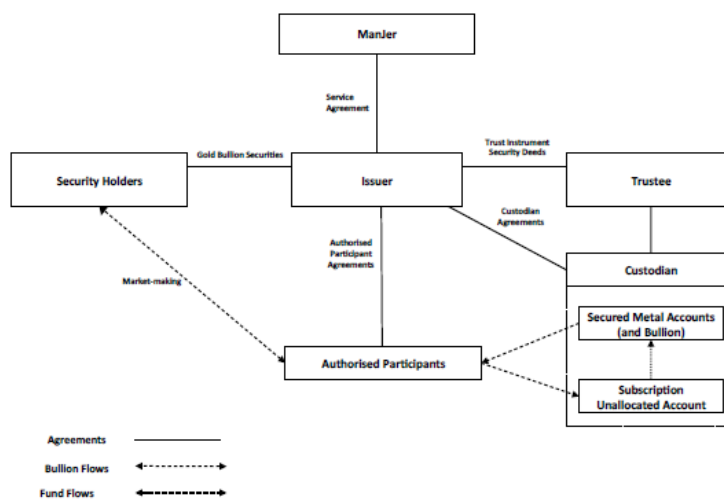 ManJer
Service
Agreement
Gold Bullion Securities
Trust Instrument
Security Deeds
Security Holders
Issuer
Trustee
Custodian
Agreements
Authorised
Participant
Agreements
Custodian
Market-making
Secured Metal Accounts
(and Bullion)
Authorised Participants
Subscription
Unallocated Account
Agreements
Bullion Flows
Fund Flows